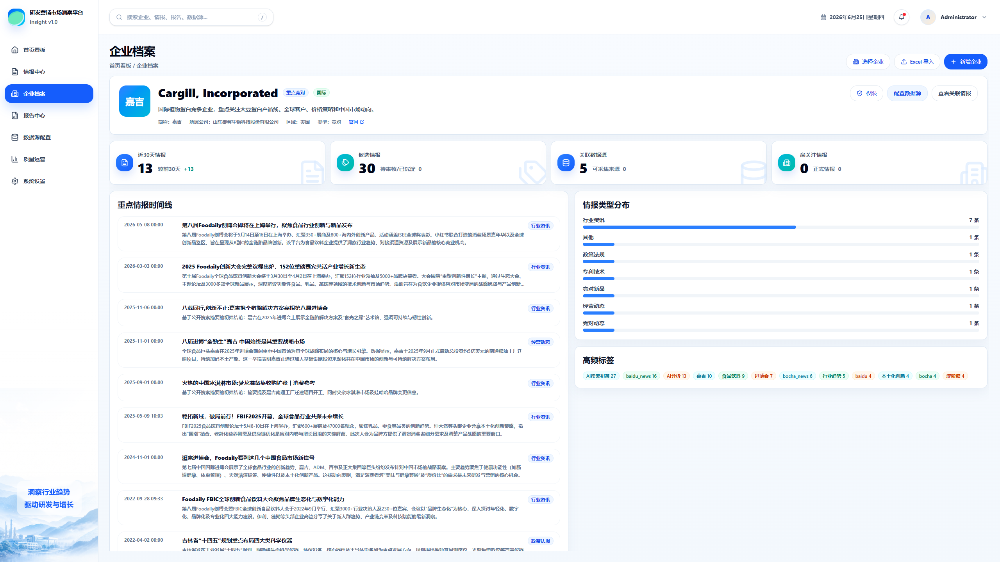 研发营销市场洞察平台
Insight v1.0
搜索企业、情报、报告、数据源...
/
2026年6月25日星期四
A
Administrator
首页看板
情报中心
企业档案
报告中心
数据源配置
质量运营
系统设置
洞察行业趋势
驱动研发与增长
企业档案
首页看板 / 企业档案
选择企业
Excel 导入
新增企业
嘉吉
Cargill, Incorporated
重点竞对
国际
国际植物蛋白竞争企业，重点关注大豆蛋白产品线、全球客户、价格策略和中国市场动向。
简称：嘉吉 所属公司：山东御馨生物科技股份有限公司 区域：美国 类型：竞对 官网
权限
配置数据源
查看关联情报
近30天情报
13 较前30天 +13
候选情报
30 待审核/已沉淀 0
关联数据源
5 可采集来源 0
高关注情报
0 正式情报 0
重点情报时间线
2026-05-08 00:00
第八届Foodaily创博会即将在上海举行，聚焦食品行业创新与新品发布
行业资讯
第八届Foodaily创博会将于5月14日至16日在上海举办，汇聚350+展商及800+海内外创新产品。活动涵盖iSEE全球奖表彰、小红书联合打造的消费场景嘉年华以及全球
创新品鉴区，旨在呈现从B到C的全链路品牌创新。该平台为食品饮料企业提供了洞察行业趋势、对接渠道资源及展示新品的核心商业机会。
2026-03-03 00:00
2025 Foodaily创新大会完整议程出炉，152位重磅嘉宾共话产业增长新生态
行业资讯
第十届Foodaily全球食品饮料创新大会将于3月30日至4月2日在上海举办，汇聚152位行业领袖及5000+品牌决策者。大会围绕“重塑创新性增长”主题，通过生态大会、
主题论坛及3000多款全球新品展示，深度解读功能性食品、乳品、茶饮等领域的技术创新与市场趋势。活动旨在为食饮企业提供应对市场变局的战略思路与产品创新...
2025-11-06 00:00
八载同行,创新不止:嘉吉携全链路解决方案亮相第八届进博会
行业资讯
基于公开搜索摘要的初筛结论：嘉吉在2025年进博会上展示全链路解决方案及“食光之绿”艺术馆，强调可持续与韧性创新。
2025-11-01 00:00
八届进博“全勤生”嘉吉 中国始终是其重要战略市场
经营动态
全球食品巨头嘉吉在2025年进博会期间重申中国市场为其全球战略布局的核心与增长引擎。数据显示，嘉吉于2025年9月正式启动总投资约5亿美元的南通粮油工厂迁
建项目，持续加码本土产能。这一举措表明嘉吉正通过加大基础设施投资来深化其在中国市场的创新与可持续解决方案布局。
2025-09-01 00:00
火热的中国冰淇淋市场:梦龙准备靠收购扩张丨消费参考
行业资讯
基于公开搜索摘要的初筛结论：摘要提及嘉吉南通工厂迁建项目开工，同时夹杂冰淇淋市场及娃哈哈品牌变更信息。
2025-05-09 10:03
稳拓新域，破局前行！FBIF2025开幕，全球食品行业共探未来增长
行业资讯
FBIF2025食品饮料创新论坛于5月8-10日在上海举办，汇聚600+展商及47000名观众，聚焦乳品、零食等品类的创新趋势。恒天然等头部企业分享本土化创新策略，指
出“国潮”结合、老龄化营养刚需及供应链优化是应对内卷与增长困境的关键解药。此次大会为品牌方提供了洞察消费者细分需求及调整产品战略的重要窗口。
2024-11-01 00:00
逛完进博会，Foodaily看到这几个中国食品市场新信号
行业资讯
第七届中国国际进博会展示了全球食品行业的创新趋势，嘉吉、ADM、百事及正大集团等巨头纷纷发布针对中国市场的战略洞察。主要趋势聚焦于健康功能性（如肠
道健康、体重管理）、天然清洁标签、便捷性以及本土化创新产品。这些动向表明，满足消费者对“美味与健康兼顾”及“质价比”的需求是未来研发与营销的核心机会。
2022-09-28 09:33
Foodaily FBIC全球创新食品饮料大会聚焦品牌生态化与数字化能力
行业资讯
第八届Foodaily创博会暨FBIC全球创新食品饮料大会于2022年9月举行，汇聚3000+行业决策人及230+位嘉宾。会议以“品牌生态化”为核心，深入探讨年轻化、数字
化、品牌化及专业化四大能力建设。伊利、德勤等头部企业高管分享了关于新人群趋势、产业链变革及科技赋能的最新洞察。
2022-04-02 00:00
吉林省“十四五”规划重点布局四大类科学仪器
政策法规
吉林省发布工业发展“十四五”规划，明确将生命科学仪器、环保设备、核心器件及半导体设备列为重点发展方向。规划提出推动基因测序仪、光刻物镜系统等高端仪器
情报类型分布
行业资讯 7 条
其他 1 条
政策法规 1 条
专利技术 1 条
竞对新品 1 条
经营动态 1 条
竞对动态 1 条
高频标签
AI搜索初筛 27 baidu_news 16 AI分析 13 嘉吉 10 食品饮料 9 进博会 7 bocha_news 6 行业趋势 5 baidu 4 本土化创新 4 bocha 4 淀粉糖 4